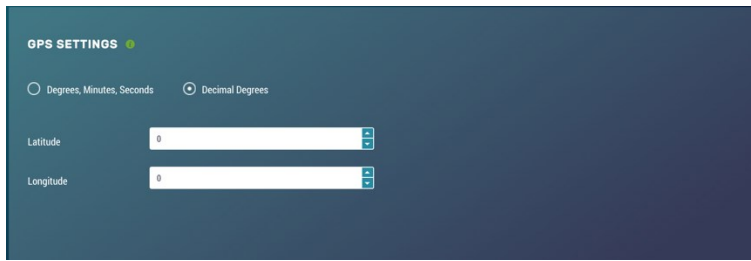 GPS SETTINGS
Degrees, Minutes, Seconds Decimal Degrees
Latitude 0
Longitude 0